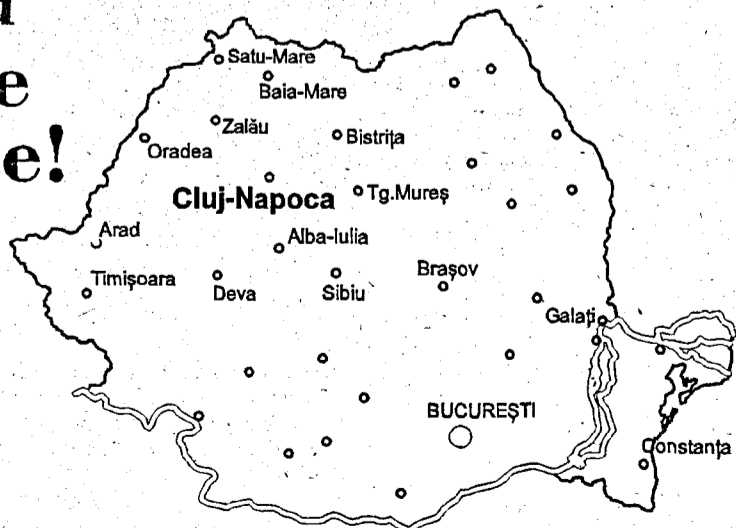 e!
Satu-Mare
Baia-Mare
Zalău
Bistrița
Oradea
Cluj-Napoca
Tg.Mureș
Arad
Alba-Iulia
Timișoara
Deva
Sibiu
Brașov
Galați
BUCUREȘTI
Constanța